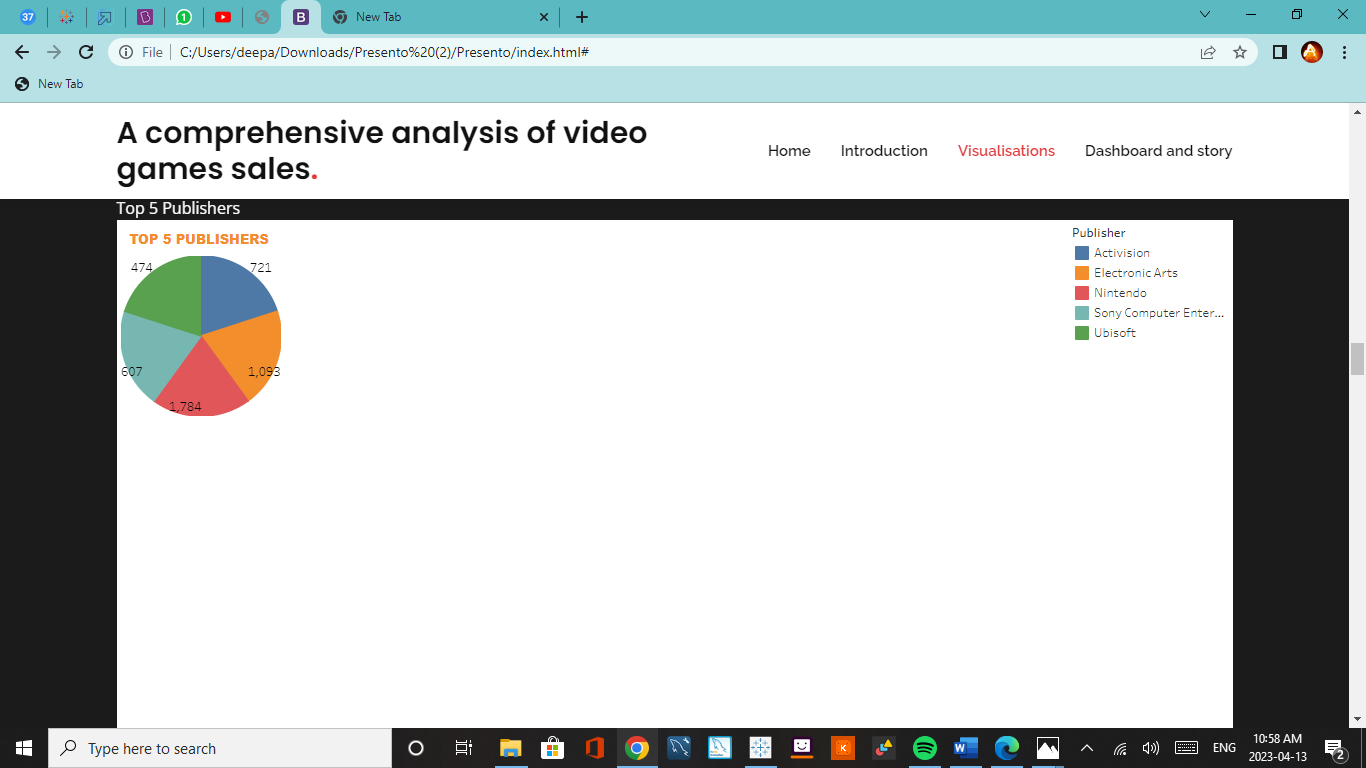 37
1
B
New Tab
File
C:/Users/deepa/Downloads/Presento%20(2)/Presento/index.html#
New Tab
A comprehensive analysis of video
games sales.
Home Introduction Visualisations Dashboard and story
Top 5 Publishers
TOP 5 PUBLISHERS
474 721
607 1,093
1,784
Publisher
Activision
Electronic Arts
Nintendo
Sony Computer Enter...
Ubisoft
Type here to search
K
W
ENG
10:58 AM
2023-04-13
2